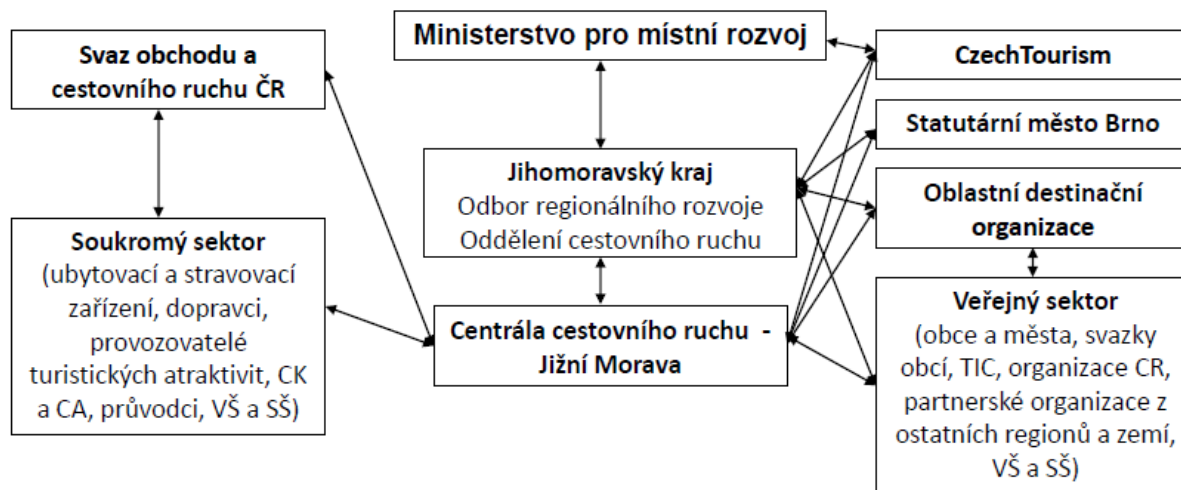 Svaz obchodu a
cestovního ruchu ČR
Soukromý sektor
(ubytovací a stravovací
zařízení, dopravci,
provozovatelé
turistických atraktivit, CK
a CA, průvodci, VŠ a SŠ)
Ministerstvo pro místní rozvoj
Jihomoravský kraj
Odbor regionálního rozvoje
Oddělení cestovního ruchu
Centrála cestovního ruchu -
Jižní Morava
CzechTourism
Statutární město Brno
Oblastní destinační
organizace
Veřejný sektor
(obce a města, svazky
obcí, TIC, organizace CR,
partnerské organizace z
ostatních regionů a zemí,
VŠ a SŠ)